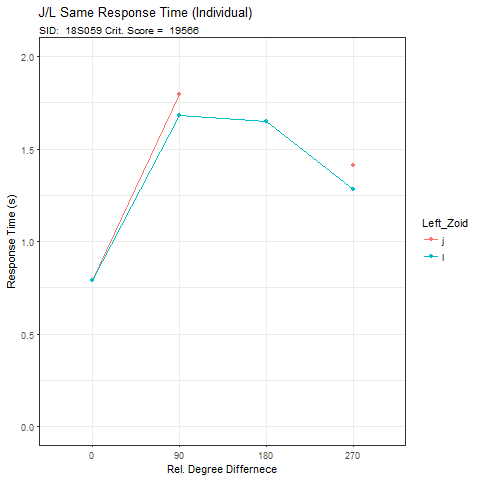 J/L Same Response Time (Individual)
SID:  18S059 Crit. Score =  19566
2.0
1.5
1.0
0.5
0.0
Response Time (s)
0 90 180 270
Rel. Degree Differnece
Left_Zoid
j
l